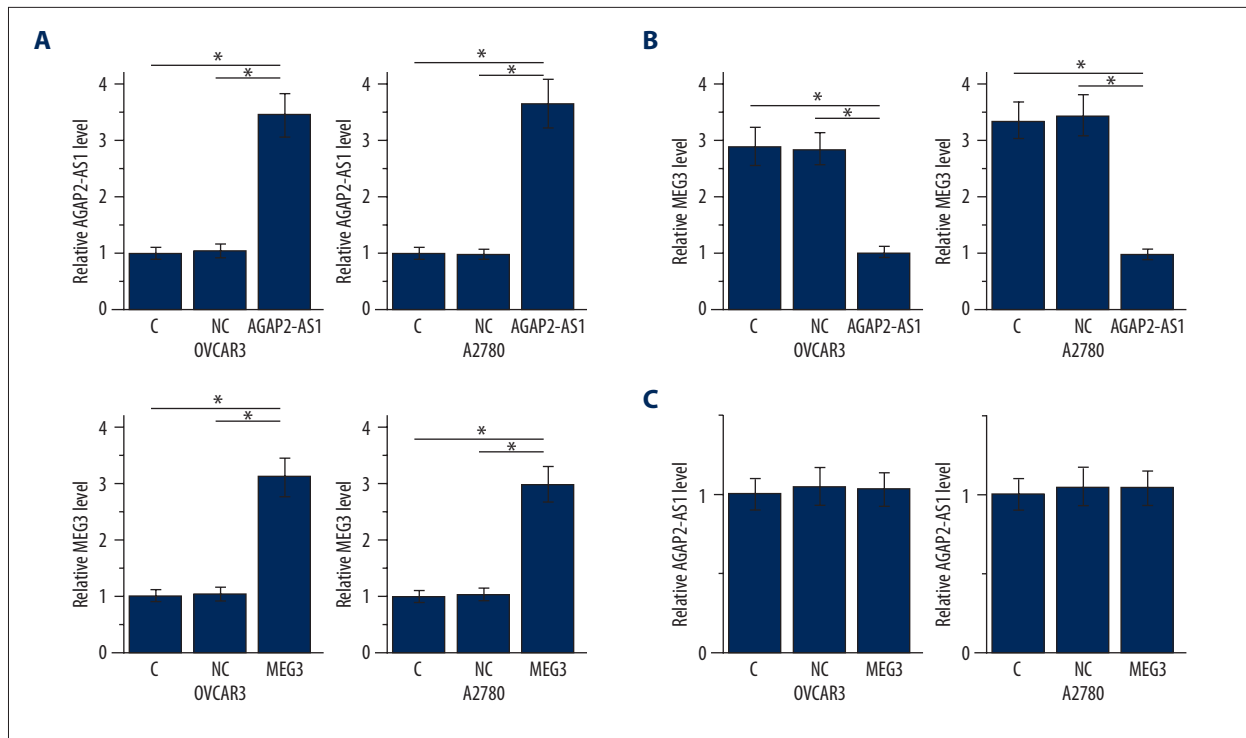 A
*
*
4
3
2
1
0
Relative AGAP2-AS1 level
C NC AGAP2-AS1
OVCAR3
*
*
4
3
2
1
0
Relative AGAP2-AS1 level
C NC AGAP2-AS1
A2780
*
*
4
3
2
1
0
Relative MEG3 level
C NC MEG3
OVCAR3
*
*
4
3
2
1
0
Relative MEG3 level
C NC MEG3
A2780
B
*
*
4
3
2
1
0
Relative MEG3 level
C NC AGAP2-AS1
OVCAR3
*
*
4
3
2
1
0
Relative MEG3 level
C NC AGAP2-AS1
A2780
C
1
0
Relative AGAP2-AS1 level
C NC MEG3
OVCAR3
1
0
Relative AGAP2-AS1 level
C NC MEG3
A2780